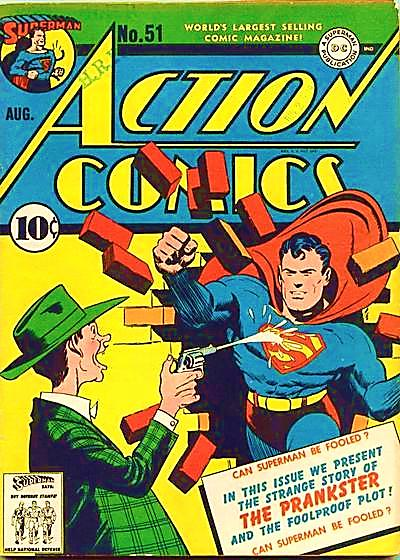 SUPERMAN
No. 51
WORLD'S LARGEST SELLING
COMIC MAGAZINE!
A SUPERMAN
DC
PUBLICATION
AUG.
ACTION
COMICS
10¢
CAN SUPERMAN BE FOOLED?
IN THIS ISSUE WE PRESENT
THE STRANGE STORY OF
THE PRANKSTER
AND THE FOOLPROOF PLOT!
CAN SUPERMAN BE FOOLED?
SUPERMAN
SAYS:
BUY DEFENSE STAMPS!
HELP NATIONAL DEFENSE